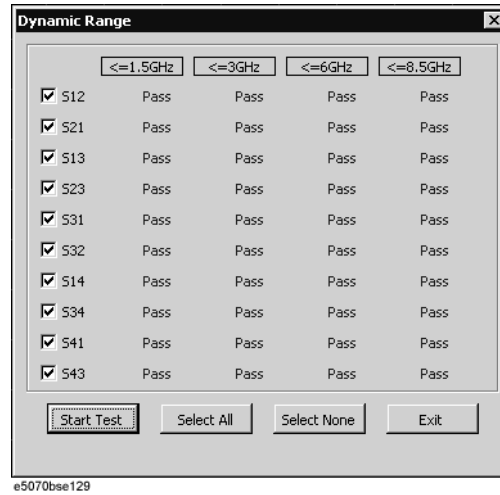 Dynamic Range
<=1.5GHz <=3GHz <=6GHz <=8.5GHz
S12 Pass Pass Pass Pass
S21 Pass Pass Pass Pass
S13 Pass Pass Pass Pass
S23 Pass Pass Pass Pass
S31 Pass Pass Pass Pass
S32 Pass Pass Pass Pass
S14 Pass Pass Pass Pass
S34 Pass Pass Pass Pass
S41 Pass Pass Pass Pass
S43 Pass Pass Pass Pass
Start Test Select All Select None Exit
e5070bse129